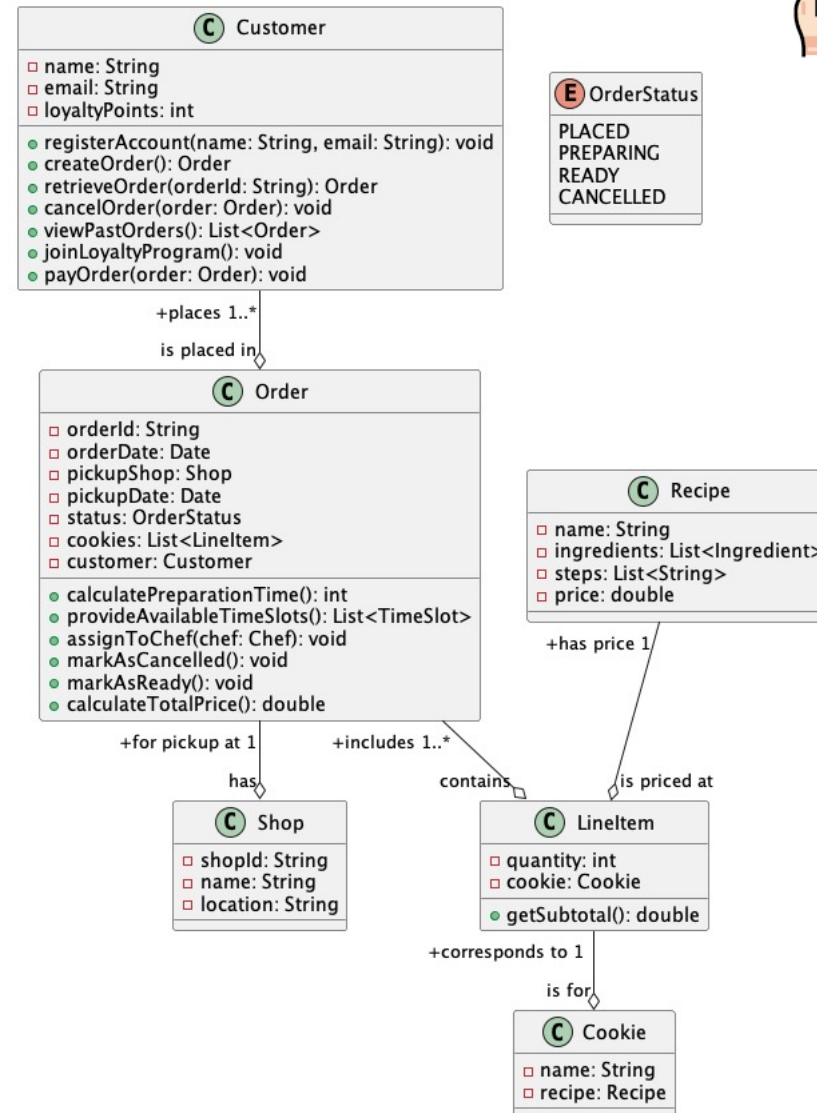 C Customer
name: String
email: String
loyaltyPoints: int
registerAccount(name: String, email: String): void
createOrder(): Order
retrieveOrder(orderId: String): Order
cancelOrder(order: Order): void
viewPastOrders(): List<Order>
joinLoyaltyProgram(): void
payOrder(order: Order): void
E OrderStatus
PLACED
PREPARING
READY
CANCELLED
+places 1..*
is placed in
C Order
orderId: String
orderDate: Date
pickupShop: Shop
pickupDate: Date
status: OrderStatus
cookies: List<LineItem>
customer: Customer
calculatePreparationTime(): int
provideAvailableTimeSlots(): List<TimeSlot>
assignToChef(chef: Chef): void
markAsCancelled(): void
markAsReady(): void
calculateTotalPrice(): double
C Recipe
name: String
ingredients: List<Ingredient>
steps: List<String>
price: double
+has price 1
is priced at
+for pickup at 1
has
+includes 1..*
contains
C Shop
shopId: String
name: String
location: String
C LineItem
quantity: int
cookie: Cookie
getSubtotal(): double
+corresponds to 1
is for
C Cookie
name: String
recipe: Recipe